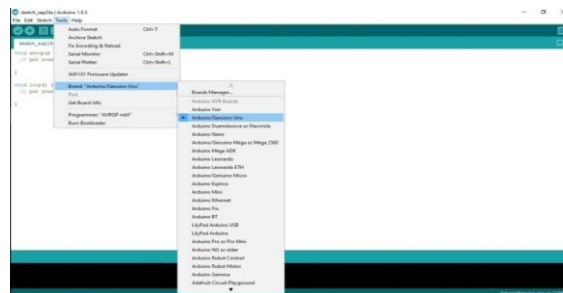 sketch_sep24a | Arduino 1.8.5
File Edit Sketch Tools Help
Auto Format Ctrl+T
Archive Sketch
Fix Encoding & Reload
Serial Monitor Ctrl+Shift+M
Serial Plotter Ctrl+Shift+L
WiFi101 Firmware Updater
Board: "Arduino/Genuino Uno"
Port
Get Board Info
Programmer: "AVRISP mkII"
Burn Bootloader
void setup()
// put your
}
void loop()
// put your
}
Boards Manager...
Arduino AVR Boards
Arduino Yún
Arduino/Genuino Uno
Arduino Duemilanove or Diecimila
Arduino Nano
Arduino/Genuino Mega or Mega 2560
Arduino Mega ADK
Arduino Leonardo
Arduino Leonardo ETH
Arduino/Genuino Micro
Arduino Esplora
Arduino Mini
Arduino Ethernet
Arduino Fio
Arduino BT
LilyPad Arduino USB
LilyPad Arduino
Arduino Pro or Pro Mini
Arduino NG or older
Arduino Robot Control
Arduino Robot Motor
Arduino Gemma
Adafruit Circuit Playground